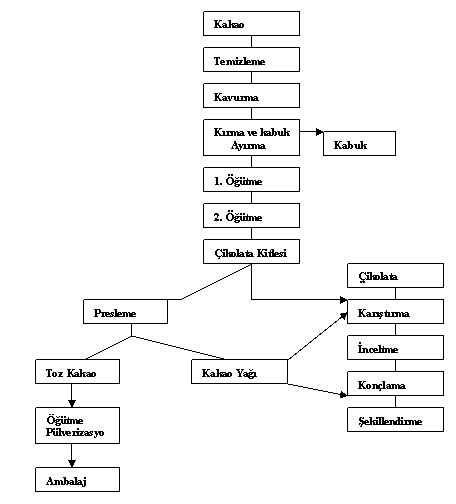 Kakao
Temizleme
Kavurma
Kırma ve kabuk
Ayırma
Kabuk
1. Öğütme
2. Öğütme
Çikolata Kitlesi
Çikolata
Presleme
Karıştırma
İnceltme
Toz Kakao
Kakao Yağı
Konçlama
Öğütme
Pülverizasyo
Şekillendirme
Ambalaj